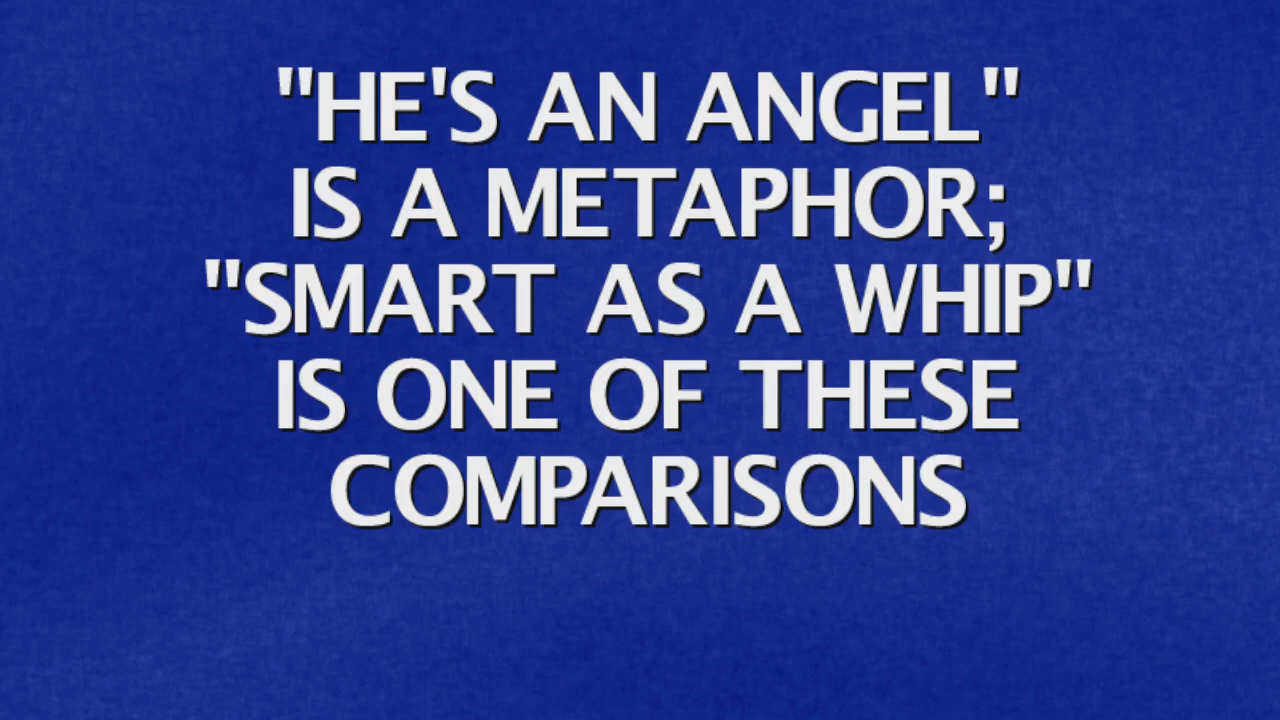 "HE'S AN ANGEL"
IS A METAPHOR;
"SMART AS A WHIP"
IS ONE OF THESE
COMPARISONS